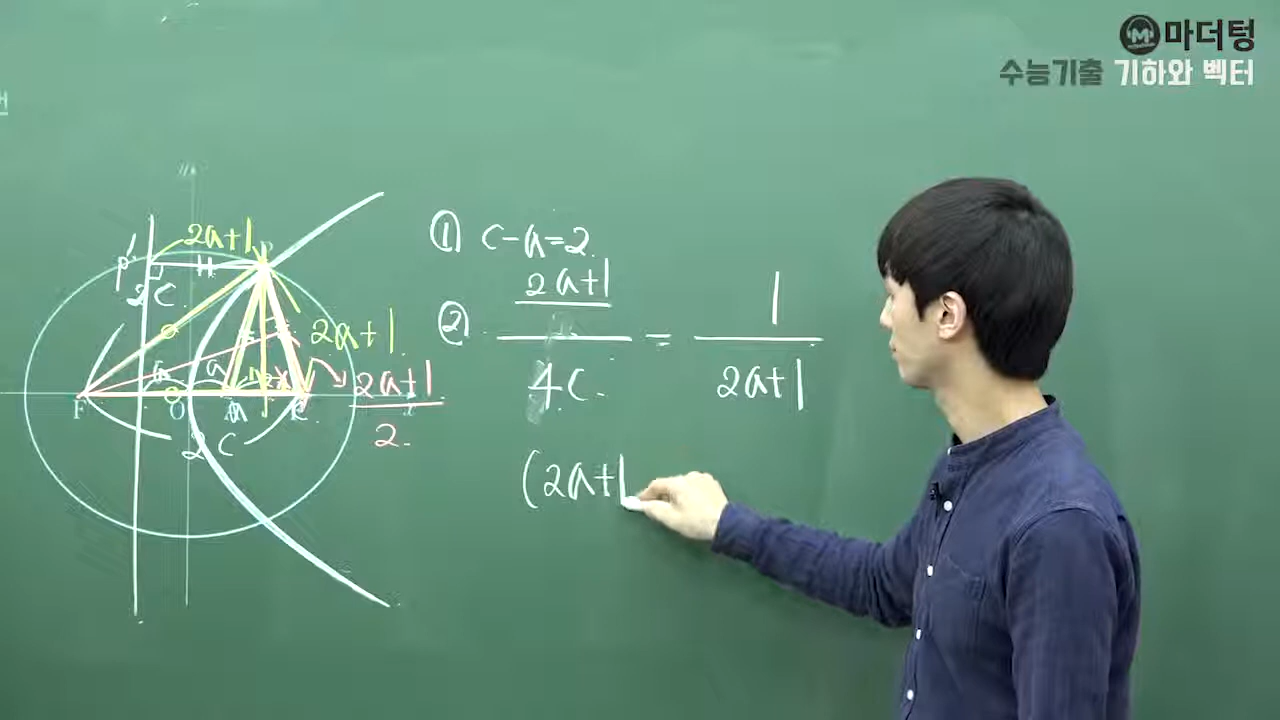 마더텅
수능기출 기하와 벡터
① c-a=2.
② 2a+1
4c. = 1
2a+1
(2a+1
2a+1
P'
2C.
2a+1
a
a
2a+1
2.
F
O
a
2C